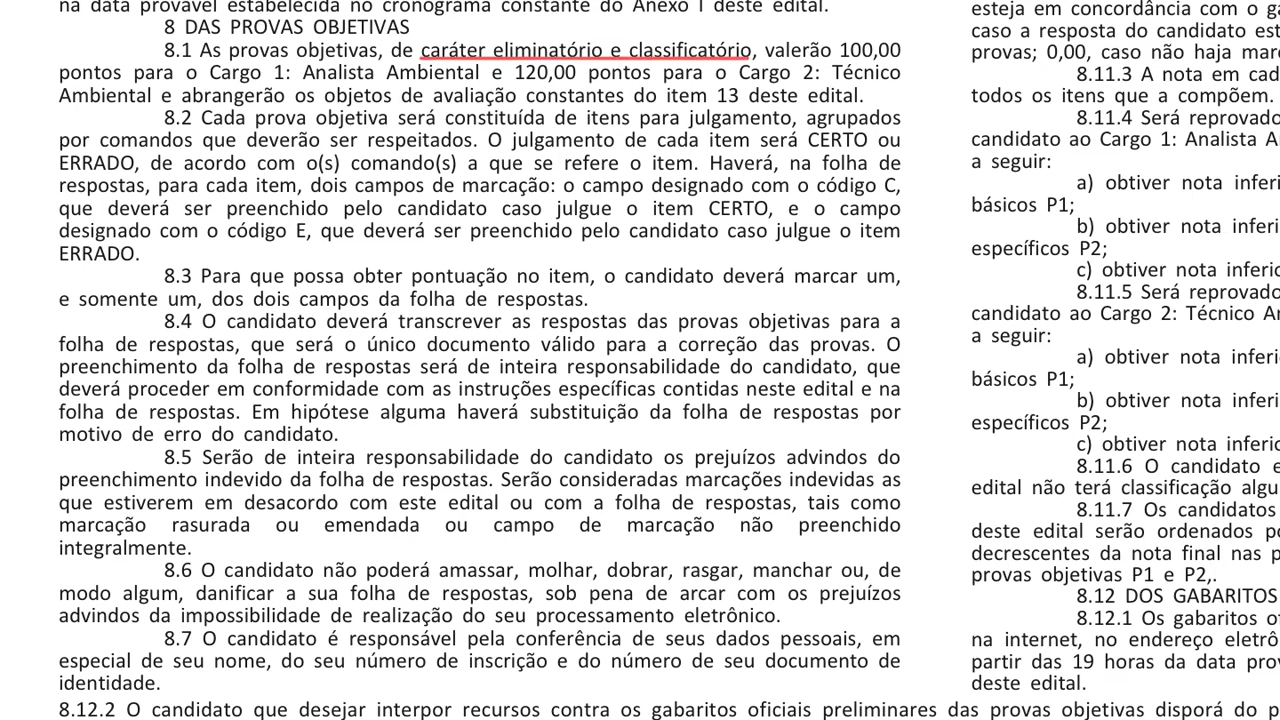 na data provável estabelecida no cronograma constante do Anexo I deste edital.
8 DAS PROVAS OBJETIVAS
8.1 As provas objetivas, de caráter eliminatório e classificatório, valerão 100,00
pontos para o Cargo 1: Analista Ambiental e 120,00 pontos para o Cargo 2: Técnico
Ambiental e abrangerão os objetos de avaliação constantes do item 13 deste edital.
8.2 Cada prova objetiva será constituída de itens para julgamento, agrupados
por comandos que deverão ser respeitados. O julgamento de cada item será CERTO ou
ERRADO, de acordo com o(s) comando(s) a que se refere o item. Haverá, na folha de
respostas, para cada item, dois campos de marcação: o campo designado com o código C,
que deverá ser preenchido pelo candidato caso julgue o item CERTO, e o campo
designado com o código E, que deverá ser preenchido pelo candidato caso julgue o item
ERRADO.
8.3 Para que possa obter pontuação no item, o candidato deverá marcar um,
e somente um, dos dois campos da folha de respostas.
8.4 O candidato deverá transcrever as respostas das provas objetivas para a
folha de respostas, que será o único documento válido para a correção das provas. O
preenchimento da folha de respostas será de inteira responsabilidade do candidato, que
deverá proceder em conformidade com as instruções específicas contidas neste edital e na
folha de respostas. Em hipótese alguma haverá substituição da folha de respostas por
motivo de erro do candidato.
8.5 Serão de inteira responsabilidade do candidato os prejuízos advindos do
preenchimento indevido da folha de respostas. Serão consideradas marcações indevidas as
que estiverem em desacordo com este edital ou com a folha de respostas, tais como
marcação rasurada ou emendada ou campo de marcação não preenchido
integralmente.
8.6 O candidato não poderá amassar, molhar, dobrar, rasgar, manchar ou, de
modo algum, danificar a sua folha de respostas, sob pena de arcar com os prejuízos
advindos da impossibilidade de realização do seu processamento eletrônico.
8.7 O candidato é responsável pela conferência de seus dados pessoais, em
especial de seu nome, do seu número de inscrição e do número de seu documento de
identidade.
8.12.2 O candidato que desejar interpor recursos contra os gabaritos oficiais preliminares das provas objetivas disporá do p
esteja em concordância com o ga
caso a resposta do candidato est
provas; 0,00, caso não haja marc
8.11.3 A nota em cad
todos os itens que a compõem.
8.11.4 Será reprovado
candidato ao Cargo 1: Analista A
a seguir:
a) obtiver nota inferi
básicos P1;
b) obtiver nota inferi
específicos P2;
c) obtiver nota inferio
8.11.5 Será reprovado
candidato ao Cargo 2: Técnico A
a seguir:
a) obtiver nota inferi
básicos P1;
b) obtiver nota inferi
específicos P2;
c) obtiver nota inferior
8.11.6 O candidato e
edital não terá classificação algu
8.11.7 Os candidatos
deste edital serão ordenados po
decrescentes da nota final nas p
provas objetivas P1 e P2,.
8.12 DOS GABARITOS
8.12.1 Os gabaritos of
na internet, no endereço eletrô
partir das 19 horas da data prov
deste edital.